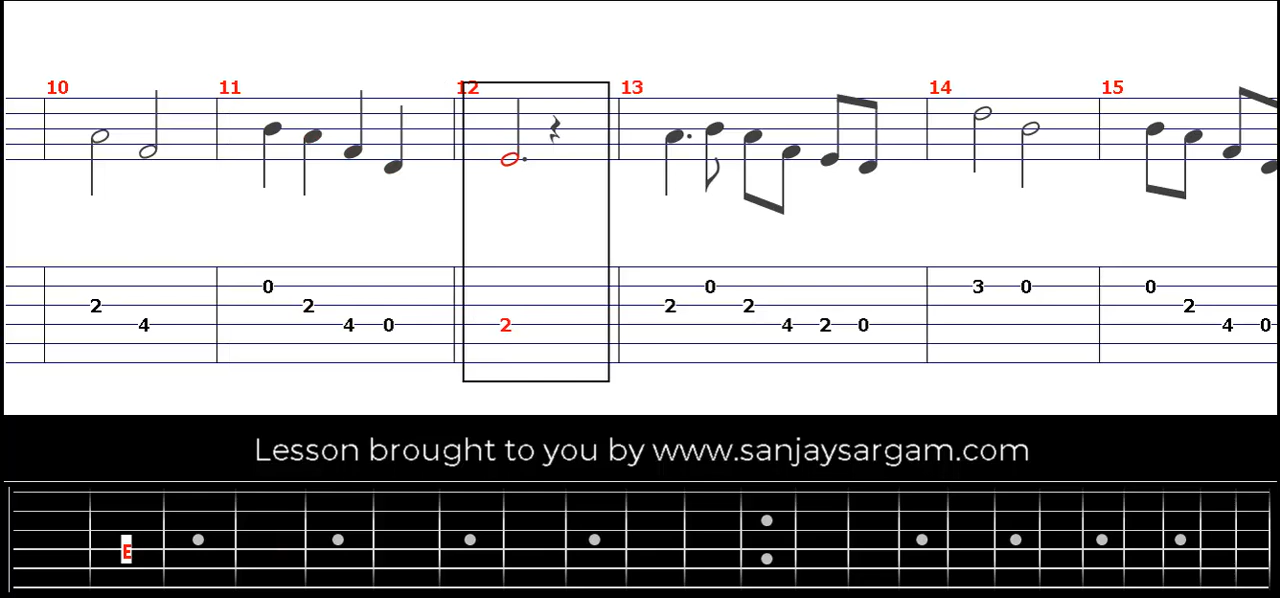 10 11 12 13 14 15
0 0 3 0 0
2 2 2 2 2
4 4 0 2 4 2 0 4 0
Lesson brought to you by www.sanjaysargam.com
E